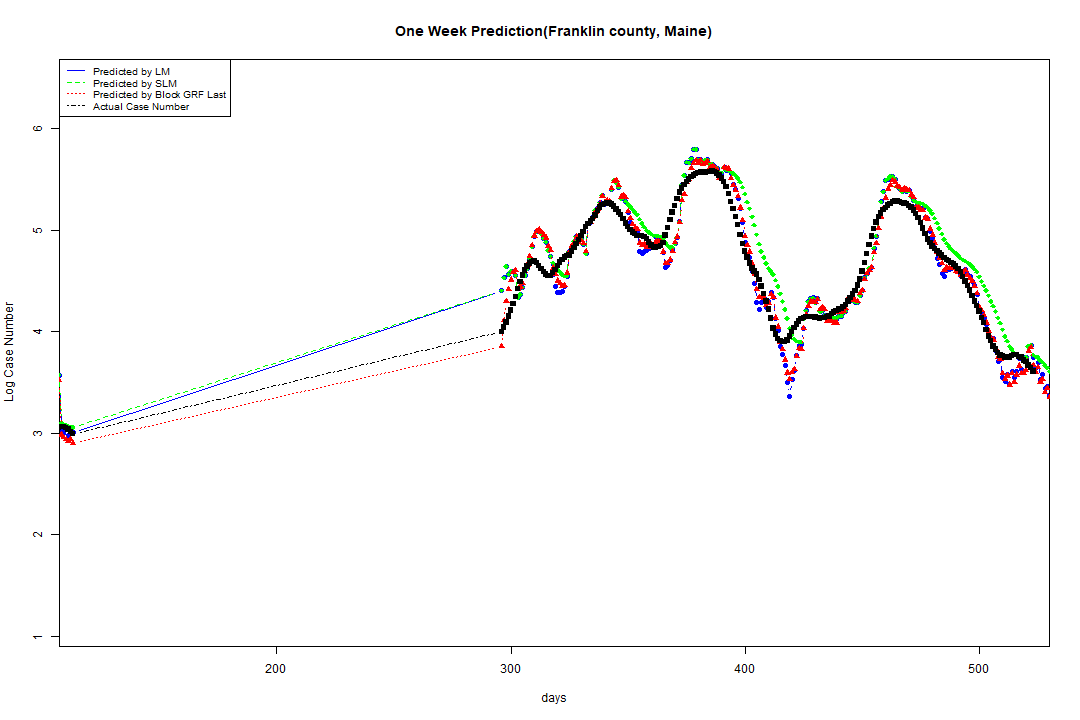 One Week Prediction(Franklin county, Maine)
Predicted by LM
Predicted by SLM
Predicted by Block GRF Last
Actual Case Number
6
5
4
3
2
1
Log Case Number
200 300 400 500
days